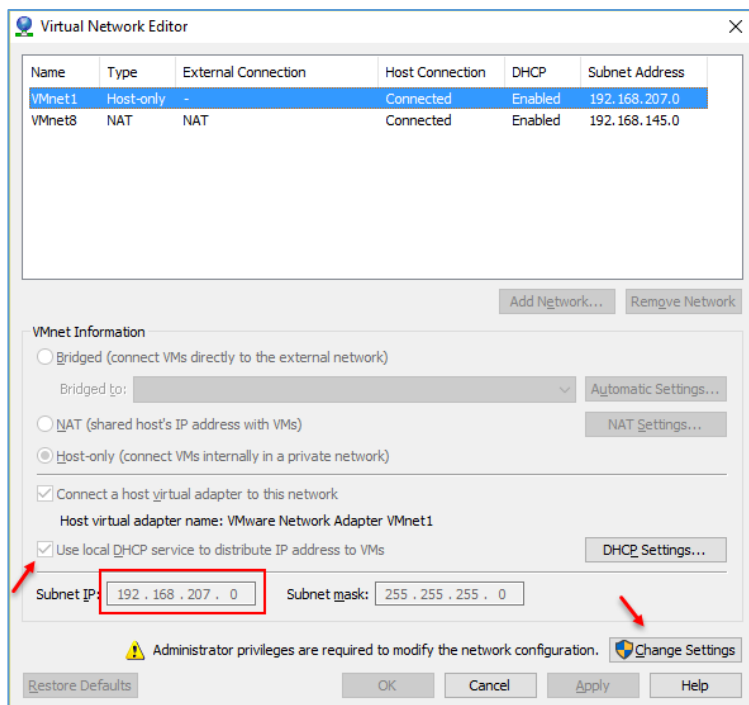 Virtual Network Editor
Name Type External Connection Host Connection DHCP Subnet Address
VMnet1 Host-only - Connected Enabled 192.168.207.0
VMnet8 NAT NAT Connected Enabled 192.168.145.0
Add Network... Remove Network
VMnet Information
Bridged (connect VMs directly to the external network)
Bridged to: Automatic Settings...
NAT (shared host's IP address with VMs) NAT Settings...
Host-only (connect VMs internally in a private network)
Connect a host virtual adapter to this network
Host virtual adapter name: VMware Network Adapter VMnet1
Use local DHCP service to distribute IP address to VMs DHCP Settings...
Subnet IP: 192 . 168 . 207 . 0 Subnet mask: 255 . 255 . 255 . 0
Administrator privileges are required to modify the network configuration. Change Settings
Restore Defaults OK Cancel Apply Help